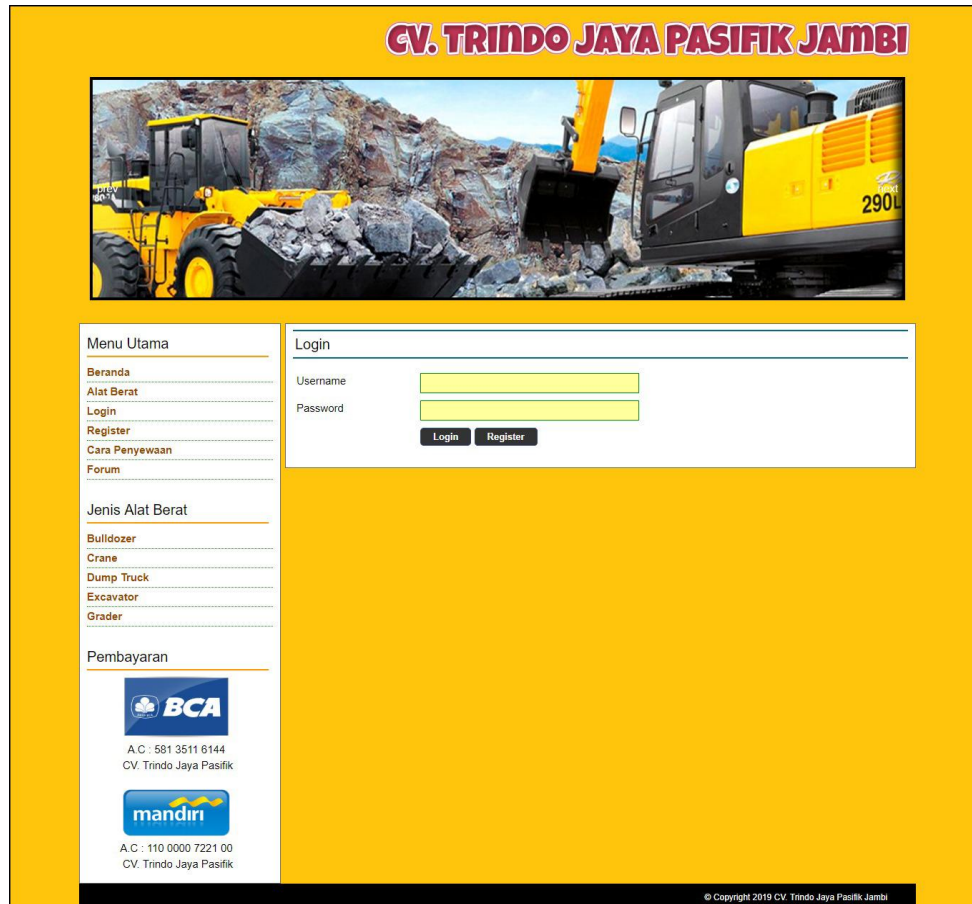 CV. TRINDO JAYA PASIFIK JAMBI
prev
next
290L
Menu Utama
Beranda
Alat Berat
Login
Register
Cara Penyewaan
Forum
Jenis Alat Berat
Bulldozer
Crane
Dump Truck
Excavator
Grader
Pembayaran
BCA
A.C : 581 3511 6144
CV. Trindo Jaya Pasifik
mandiri
A.C : 110 0000 7221 00
CV. Trindo Jaya Pasifik
Login
Username
Password
Login Register
© Copyright 2019 CV. Trindo Jaya Pasifik Jambi